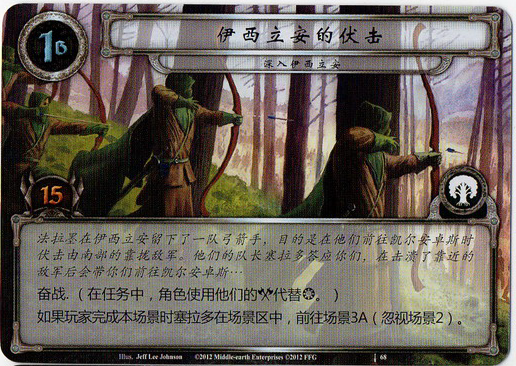 1B
伊西立安的伏击
深入伊西立安
15
法拉墨在伊西立安留下了一队弓箭手，目的是在他们前往凯尔安卓斯时
伏击由南部的靠拢敌军。他们的队长塞拉多答应你们，在击溃了靠近的
敌军后会带你们前往凯尔安卓斯…
奋战.（在任务中，角色使用他们的代替。）
如果玩家完成本场景时塞拉多在场景区中，前往场景3A（忽视场景2）。
Illus. Jeff Lee Johnson ©2012 Middle-earth Enterprises ©2012 FFG 68